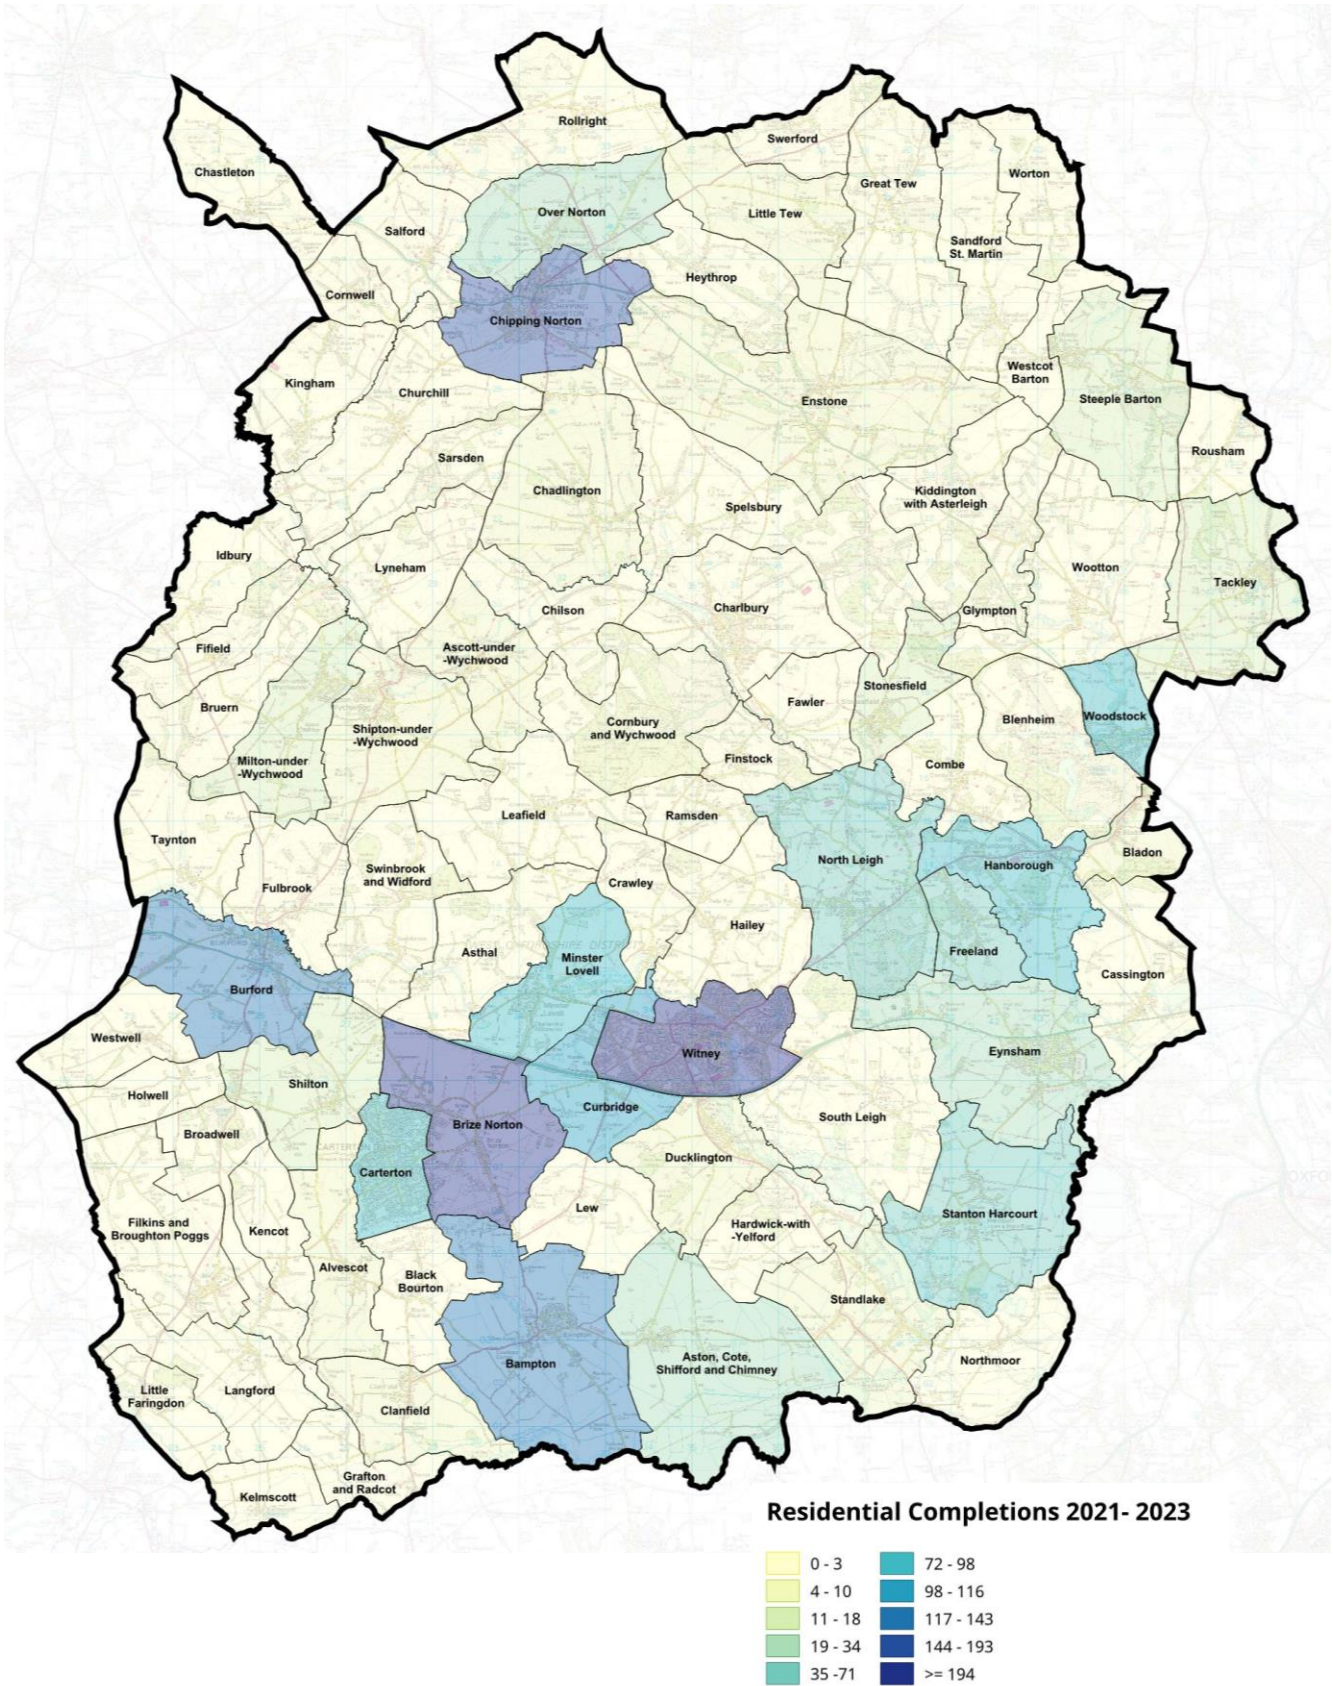 Rollright
Swerford
Chastleton
Great Tew
Worton
Over Norton
Little Tew
Salford
Sandford
St. Martin
Heythrop
Cornwell
Chipping Norton
Westcot
Barton
Kingham
Churchill
Enstone
Steeple Barton
Rousham
Sarsden
Chadlington
Kiddington
with Asterleigh
Spelsbury
Idbury
Lyneham
Wootton
Tackley
Chilson
Charlbury
Glympton
Fifield
Ascott-under
-Wychwood
Stonesfield
Bruern
Fawler
Blenheim
Woodstock
Shipton-under
-Wychwood
Cornbury
and Wychwood
Milton-under
-Wychwood
Finstock
Combe
Leafield
Ramsden
Taynton
North Leigh
Hanborough
Bladon
Swinbrook
and Widford
Fulbrook
Crawley
Hailey
Asthal
Minster
Lovell
Freeland
Cassington
Burford
Westwell
Witney
Eynsham
Shilton
Holwell
Curbridge
South Leigh
Broadwell
Brize Norton
Ducklington
Carterton
Lew
Stanton Harcourt
Filkins and
Broughton Poggs
Kencot
Hardwick-with
-Yelford
Alvescot
Black
Bourton
Standlake
Bampton
Aston, Cote,
Shifford and Chimney
Northmoor
Little
Faringdon
Langford
Clanfield
Grafton
and Radcot
Kelmscott
Residential Completions 2021- 2023
0 - 3
4 - 10
11 - 18
19 - 34
35 -71
72 - 98
98 - 116
117 - 143
144 - 193
>= 194